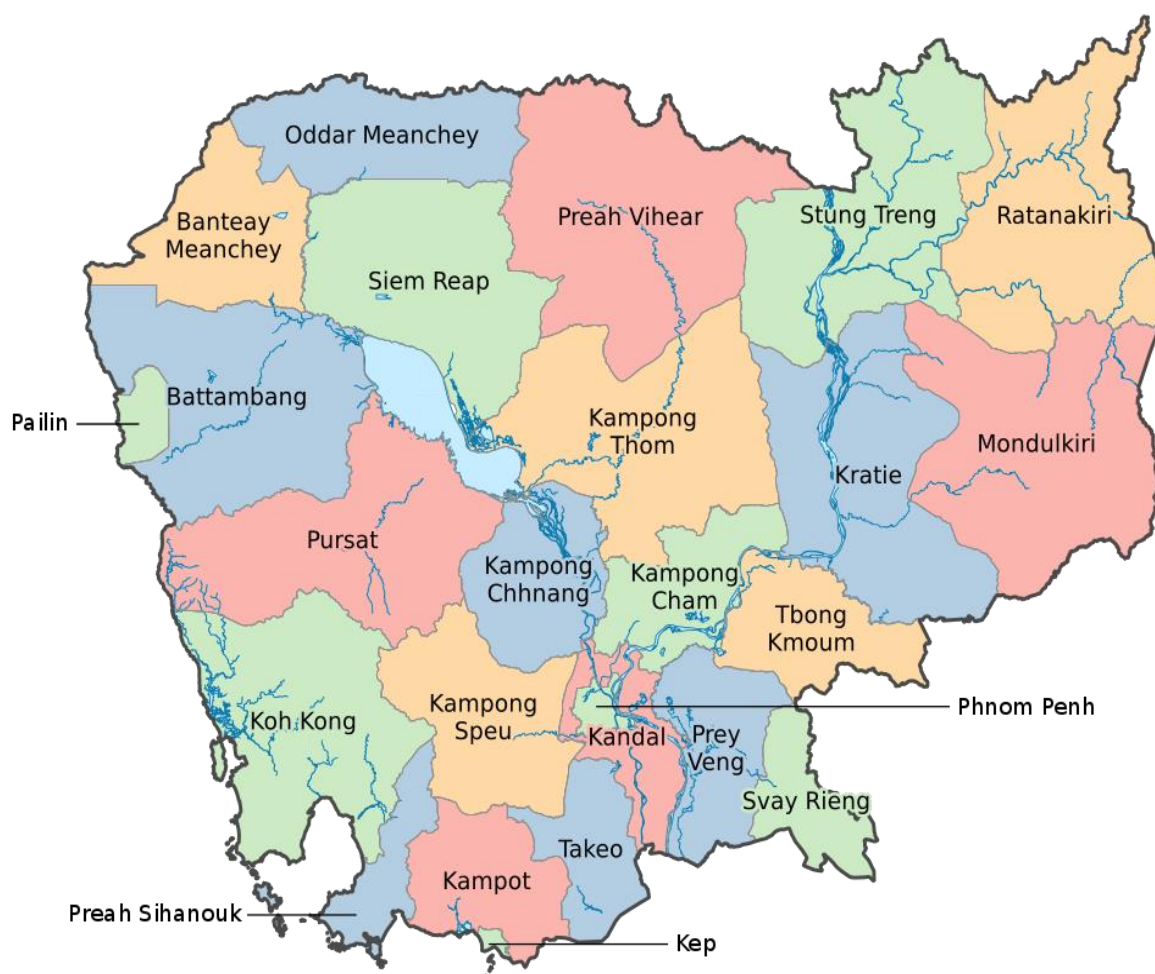 Oddar Meanchey
Banteay
Meanchey
Preah Vihear
Stung Treng
Ratanakiri
Siem Reap
Battambang
Pailin
Kampong
Thom
Mondulkiri
Kratie
Pursat
Kampong
Chhnang
Kampong
Cham
Tbong
Kmoum
Koh Kong
Kampong
Speu
Phnom Penh
Kandal
Prey
Veng
Svay Rieng
Takeo
Kampot
Preah Sihanouk
Kep